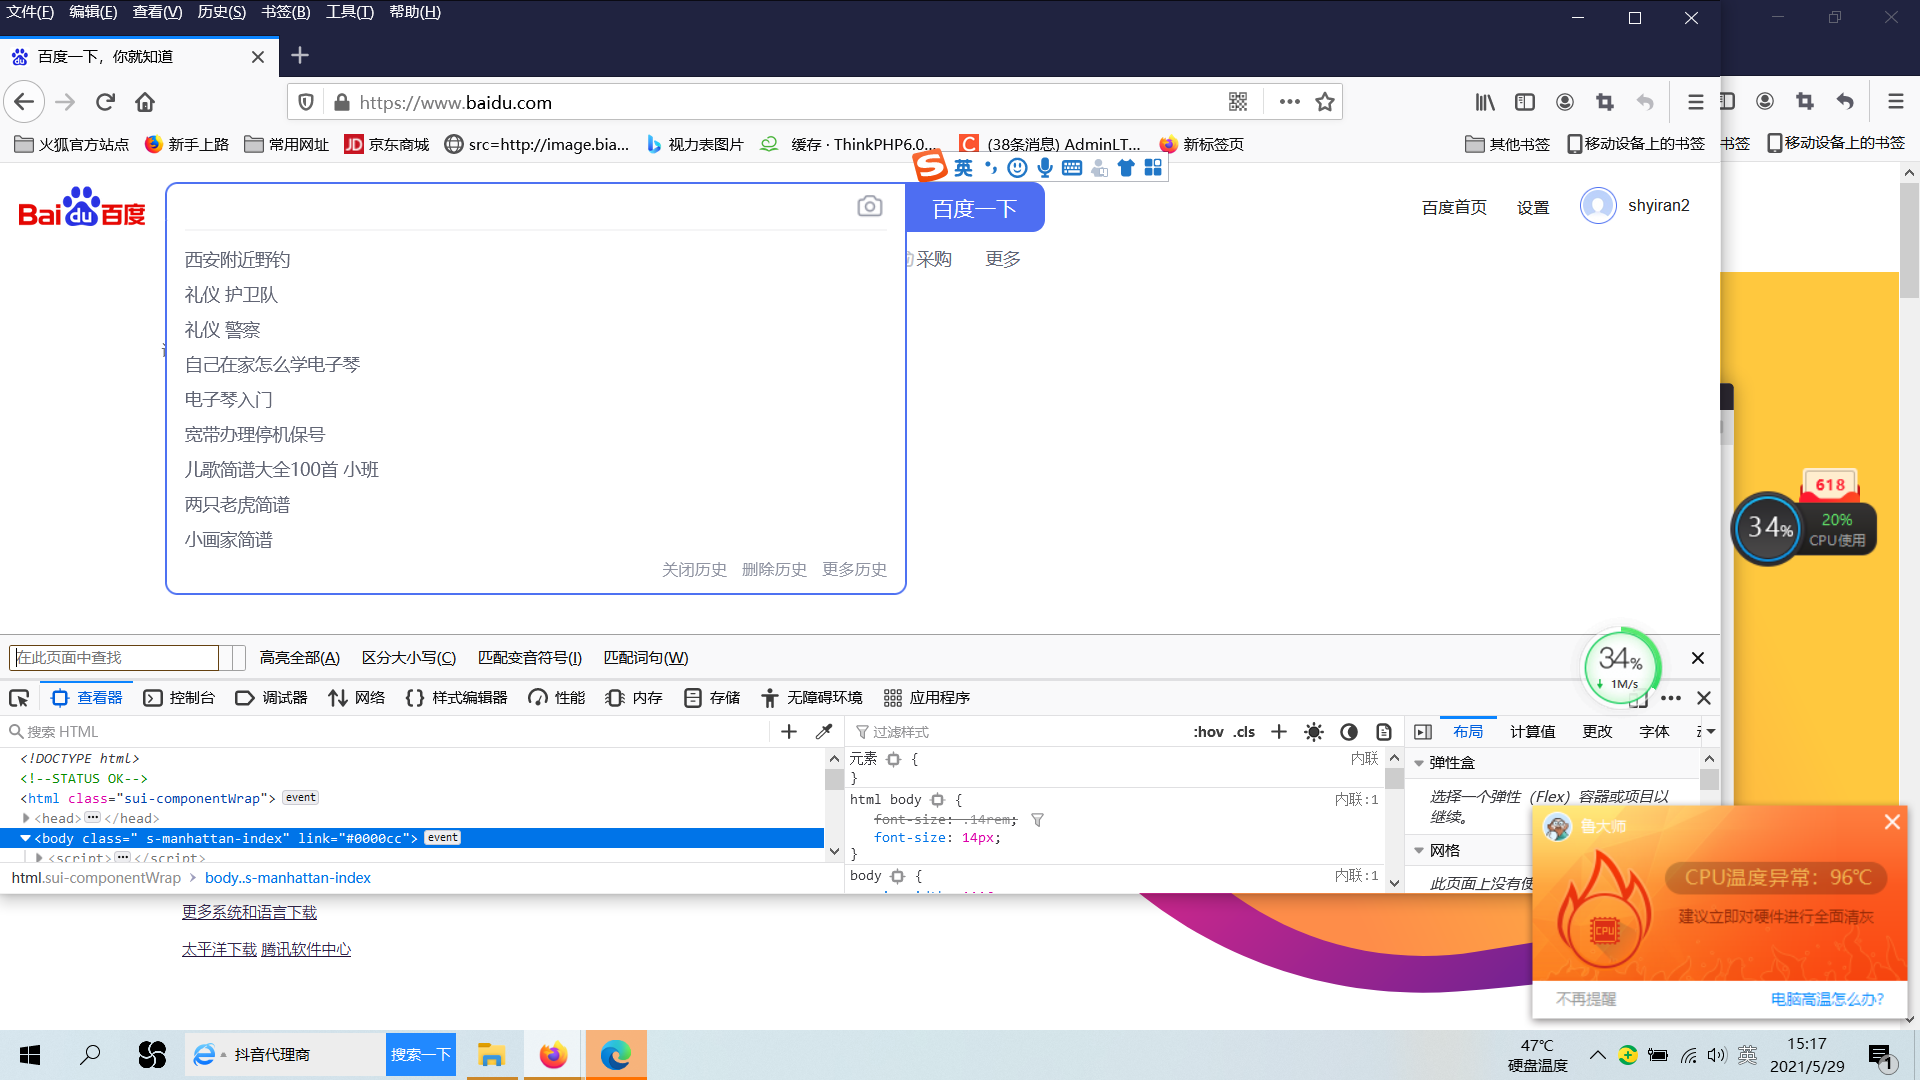 文件(F) 编辑(E) 查看(V) 历史(S) 书签(B) 工具(T) 帮助(H)
百度一下，你就知道
https://www.baidu.com
火狐官方站点 新手上路 常用网址 JD 京东商城 src=http://image.bia... 视力表图片 缓存 · ThinkPHP6.0... C (38条消息) AdminLT... 新标签页 其他书签 移动设备上的书签 书签 移动设备上的书签
S 英
Bai du 百度 百度一下 百度首页 设置 shyiran2
采购 更多
西安附近野钓
礼仪 护卫队
礼仪 警察
自己在家怎么学电子琴
电子琴入门
宽带办理停机保号
儿歌简谱大全100首 小班
两只老虎简谱
小画家简谱
关闭历史 删除历史 更多历史
618
34% 20%
CPU使用
在此页面中查找 高亮全部(A) 区分大小写(C) 匹配变音符号(I) 匹配词句(W)
34%
1M/s
查看器 控制台 调试器 网络 样式编辑器 性能 内存 存储 无障碍环境 应用程序
搜索 HTML 过滤样式 :hov .cls 布局 计算值 更改 字体
<!DOCTYPE html>
<!--STATUS OK-->
<html class="sui-componentWrap"> event
<head> ••• </head>
<body class=" s-manhattan-index" link="#0000cc"> event
<script> ••• </script>
html.sui-componentWrap > body..s-manhattan-index
元素 { 内联
}
html body { 内联:1
font-size: .14rem;
font-size: 14px;
}
body { 内联:1
弹性盒
选择一个弹性（Flex）容器或项目以
继续。
网格
此页面上没有使
更多系统和语言下载
太平洋下载 腾讯软件中心
鲁大师
CPU温度异常：96℃
建议立即对硬件进行全面清灰
CPU
不再提醒 电脑高温怎么办?
抖音代理商 搜索一下
47℃
硬盘温度
英
15:17
2021/5/29
1